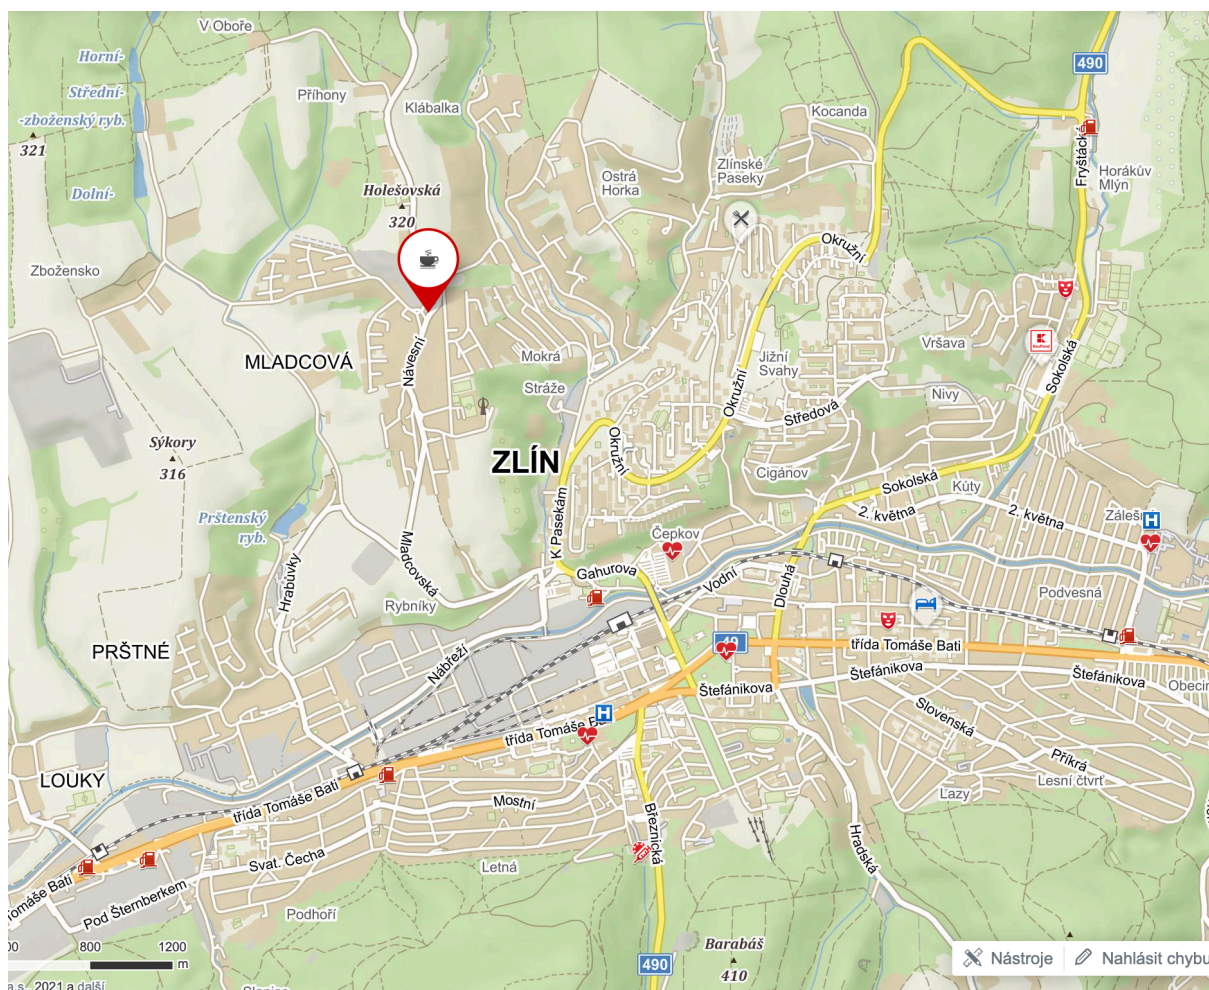 V Oboře
Horní-
Střední-
-zboženský ryb.
321
Dolní-
Příhony
Klábalka
Kocanda
490
Fryštácká
Horákův
Mlýn
Zlínské
Paseky
Ostrá
Horka
Holešovská
320
Zbožensko
Okružní
MLADCOVÁ
Návesní
Mokrá
Stráže
Jižní
Svahy
Okružní
Středová
Vršava
Kaufland
Sokolská
Nivy
Sýkory
316
ZLÍN
Okružní
Cigánov
Sokolská
Kúty
Prštenský
ryb.
K Pasekám
Čepkov
2. května
2. května
H
Mladcovská
Hrabůvky
Rybníky
Gahurova
Vodní
Dlouhá
Podvesná
PRŠTNÉ
Nábřeží
49
třída Tomáše Bati
Štefánikova
Štefánikova
Štefánikova
Slovenská
H
třída Tomáše
Příkrá
Lesní čtvrť
Lazy
LOUKY
třída Tomáše Bati
Mostní
Březnická
Hradská
Svat. Čecha
Letná
Tomáše Bati
Pod Šternberkem
Podhoří
Barabáš
410
490
800
1200
m
Nástroje
Nahlásit chybu
a.s., 2021 a další